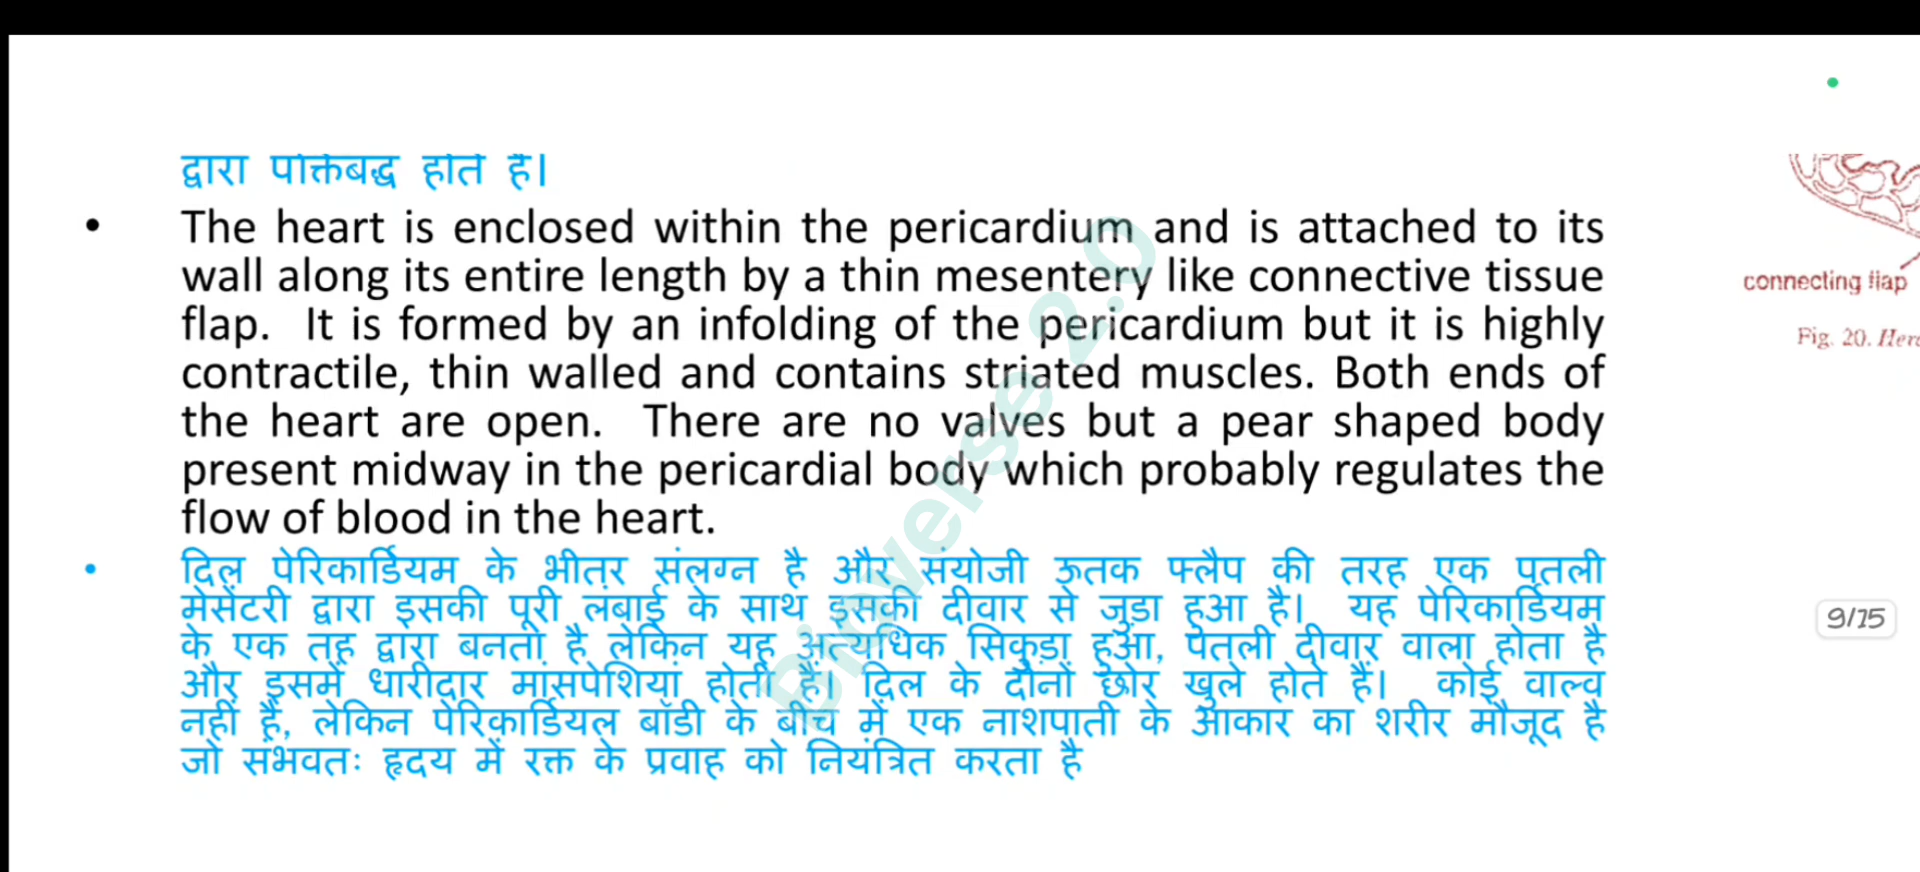 द्वारा पंक्तिबद्ध होते हैं।
• The heart is enclosed within the pericardium and is attached to its
wall along its entire length by a thin mesentery like connective tissue
flap. It is formed by an infolding of the pericardium but it is highly
contractile, thin walled and contains striated muscles. Both ends of
the heart are open. There are no valves but a pear shaped body
present midway in the pericardial body which probably regulates the
flow of blood in the heart.
• दिल पेरिकार्डियम के भीतर संलग्न है और संयोजी ऊतक फ्लैप की तरह एक पतली
मेसेंटरी द्वारा इसकी पूरी लंबाई के साथ इसकी दीवार से जुड़ा हुआ है। यह पेरिकार्डियम
के एक तह द्वारा बनता है लेकिन यह अत्यधिक सिकुड़ा हुआ, पतली दीवार वाला होता है
और इसमें धारीदार मांसपेशियां होती हैं। दिल के दोनों छोर खुले होते हैं। कोई वाल्व
नहीं हैं, लेकिन पेरिकार्डियल बॉडी के बीच में एक नाशपाती के आकार का शरीर मौजूद है
जो संभवतः हृदय में रक्त के प्रवाह को नियंत्रित करता है
connecting flap
Fig. 20.
9/75